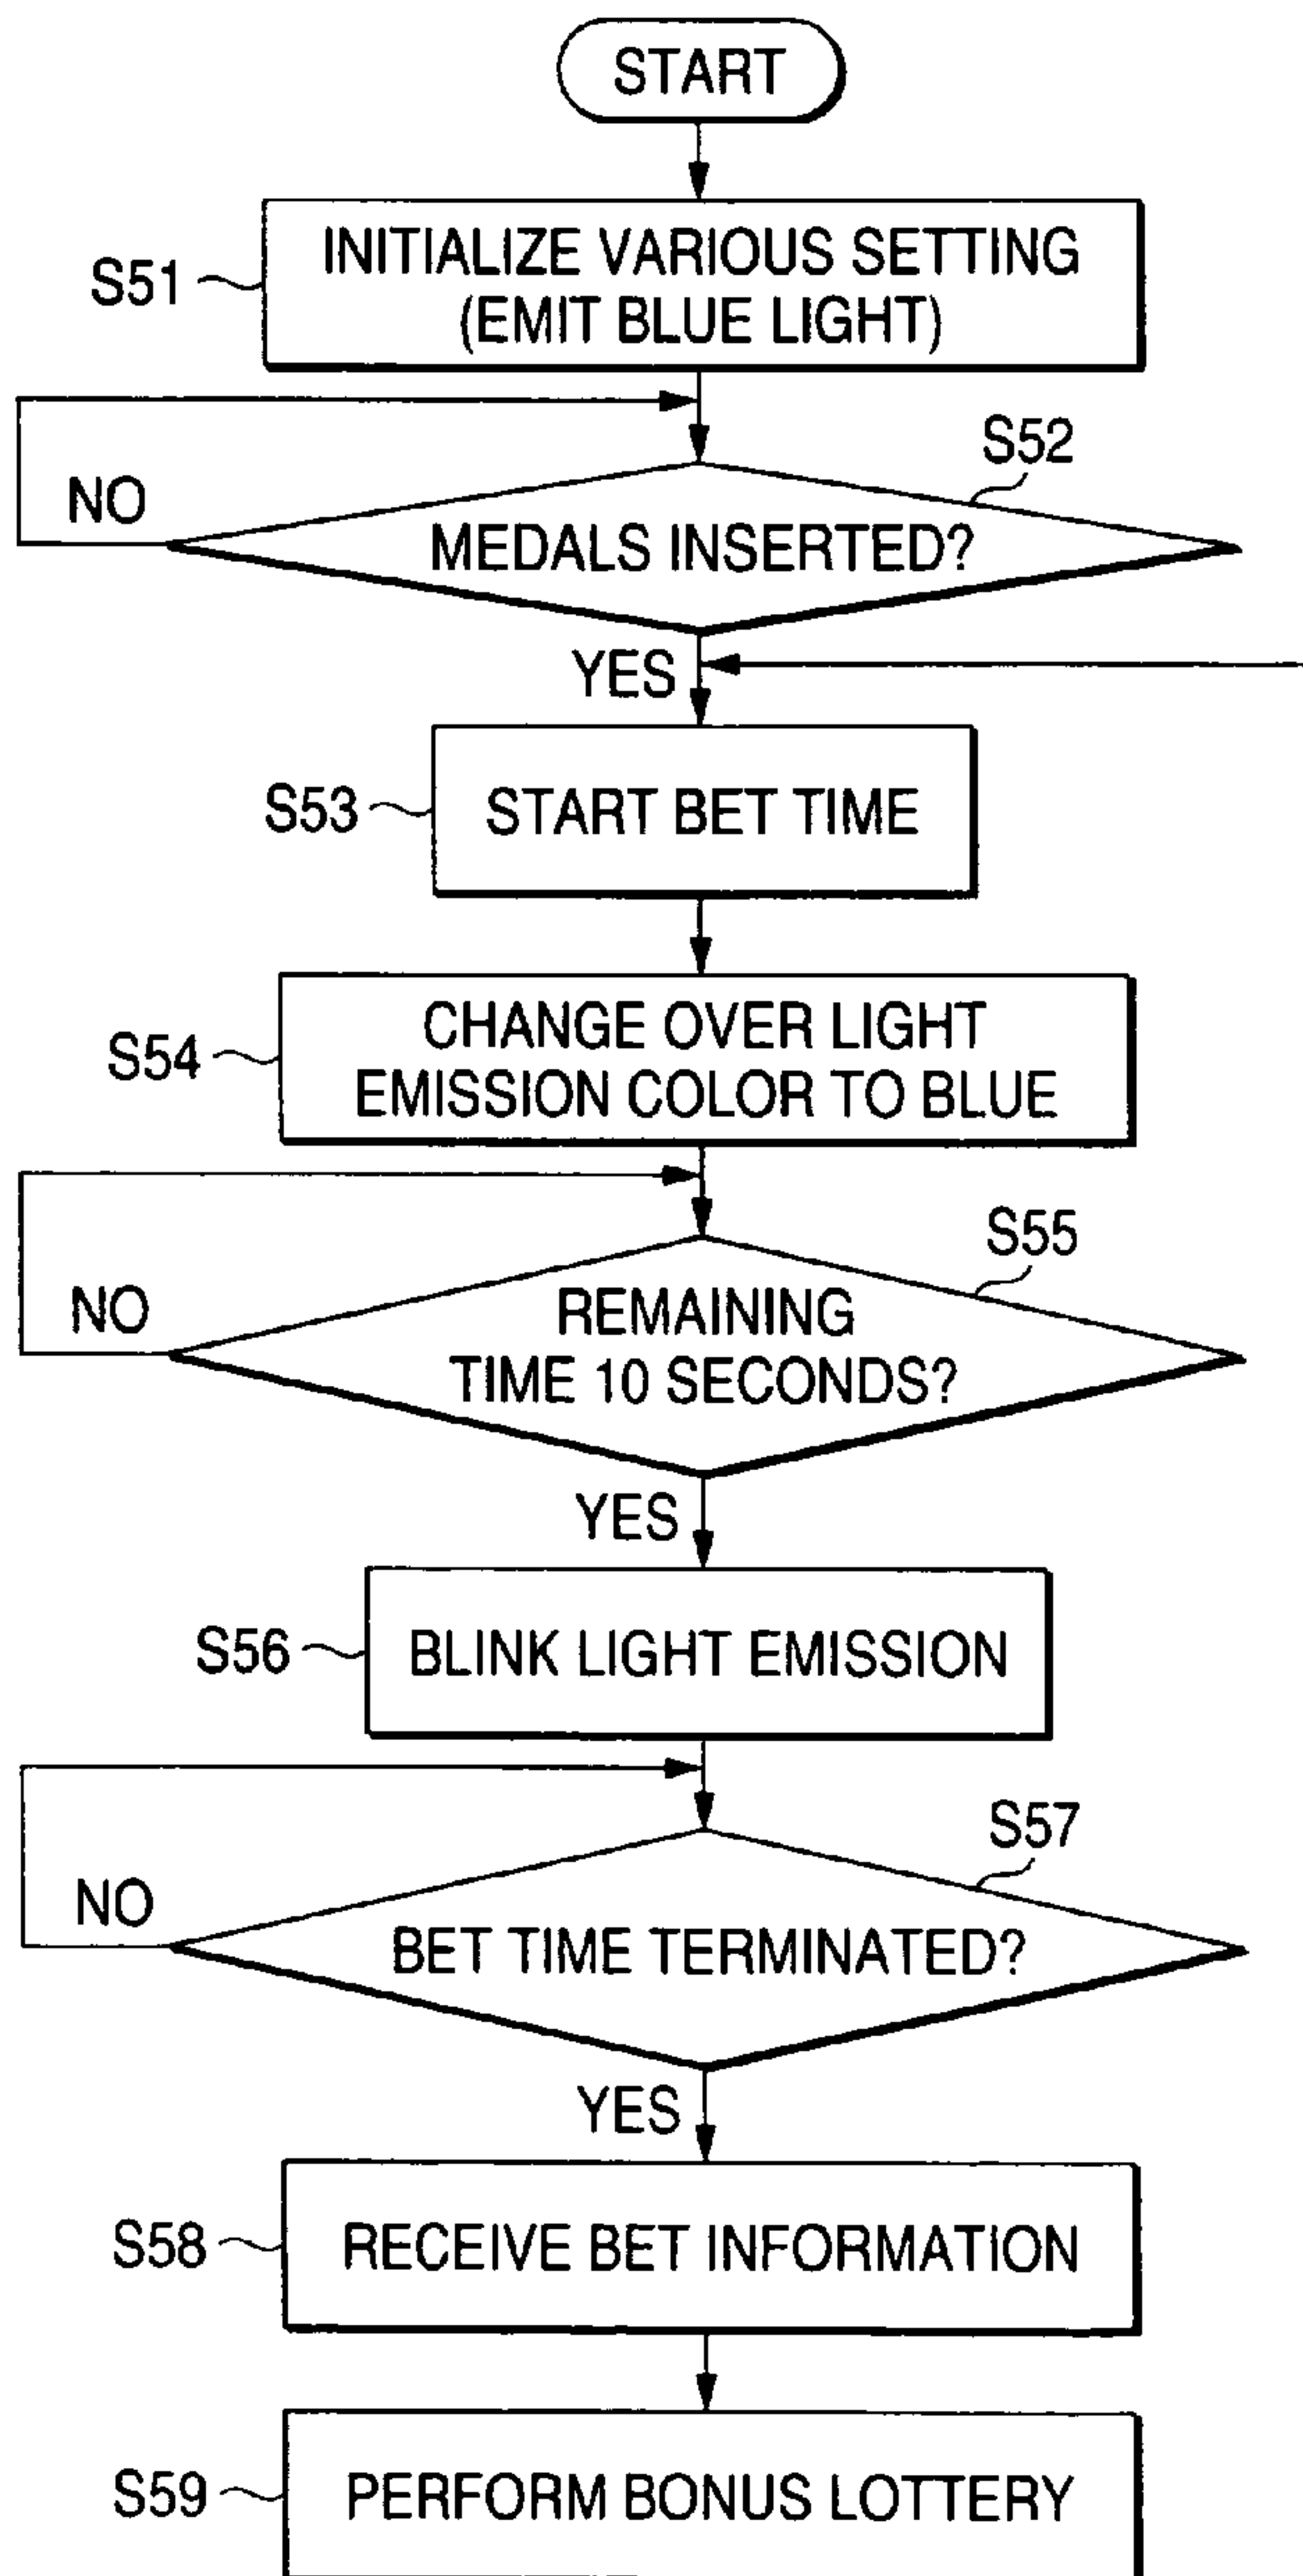 START
S51
INITIALIZE VARIOUS SETTING
(EMIT BLUE LIGHT)
S52
NO
MEDALS INSERTED?
YES
S53
START BET TIME
S54
CHANGE OVER LIGHT
EMISSION COLOR TO BLUE
S55
NO
REMAINING
TIME 10 SECONDS?
YES
S56
BLINK LIGHT EMISSION
S57
NO
BET TIME TERMINATED?
YES
S58
RECEIVE BET INFORMATION
S59
PERFORM BONUS LOTTERY